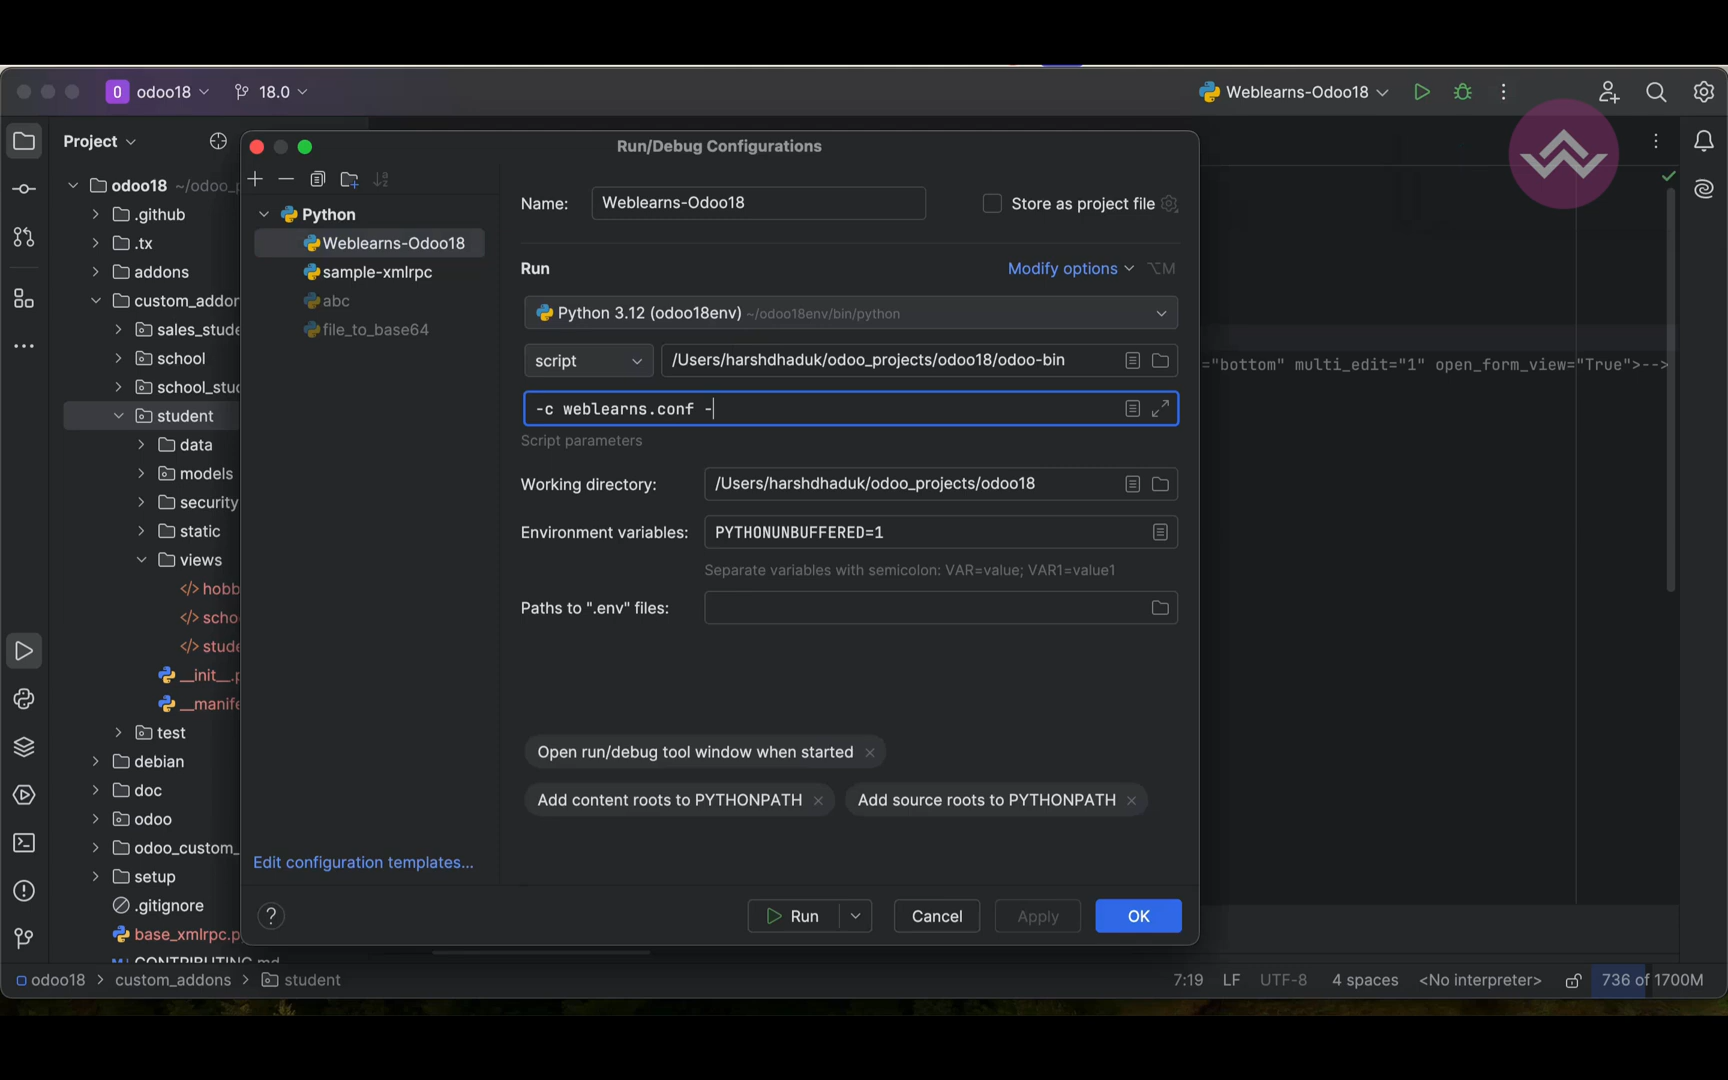 0 odoo18
18.0
Weblearns-Odoo18
Project
odoo18 ~/odoo_p
.github
.tx
addons
custom_addon
sales_stude
school
school_stud
student
data
models
security
static
views
</> hobb
</> scho
</> stude
__init__.p
__manife
test
debian
doc
odoo
odoo_custom_
setup
.gitignore
base_xmlrpc.p
CONTRIBUTING.md
Run/Debug Configurations
Python
Weblearns-Odoo18
sample-xmlrpc
abc
file_to_base64
Edit configuration templates...
Name: Weblearns-Odoo18
Store as project file
Run
Modify options ⌥M
Python 3.12 (odoo18env) ~/odoo18env/bin/python
script /Users/harshdhaduk/odoo_projects/odoo18/odoo-bin
-c weblearns.conf -
Script parameters
Working directory: /Users/harshdhaduk/odoo_projects/odoo18
Environment variables: PYTHONUNBUFFERED=1
Separate variables with semicolon: VAR=value; VAR1=value1
Paths to ".env" files:
Open run/debug tool window when started ×
Add content roots to PYTHONPATH × Add source roots to PYTHONPATH ×
? Run Cancel Apply OK
="bottom" multi_edit="1" open_form_view="True">-->
odoo18 > custom_addons > student
7:19 LF UTF-8 4 spaces <No interpreter> 736 of 1700M